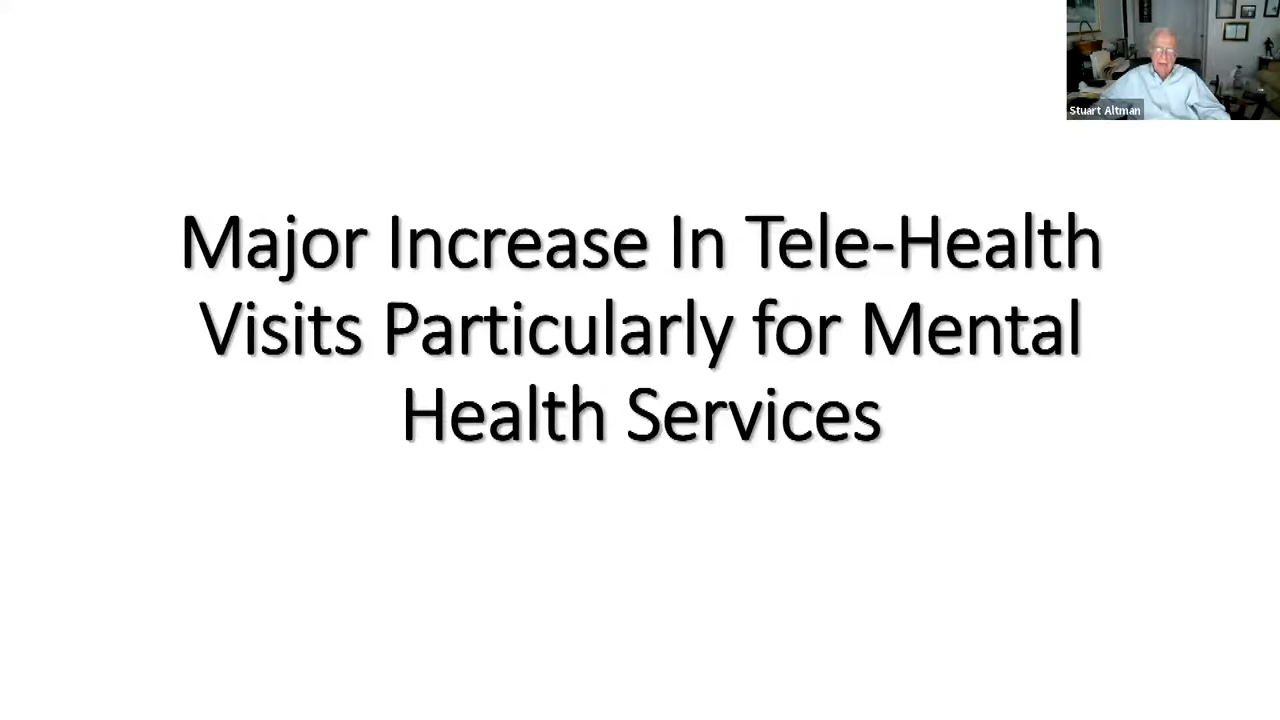 Stuart Altman
Major Increase In Tele-Health
Visits Particularly for Mental
Health Services